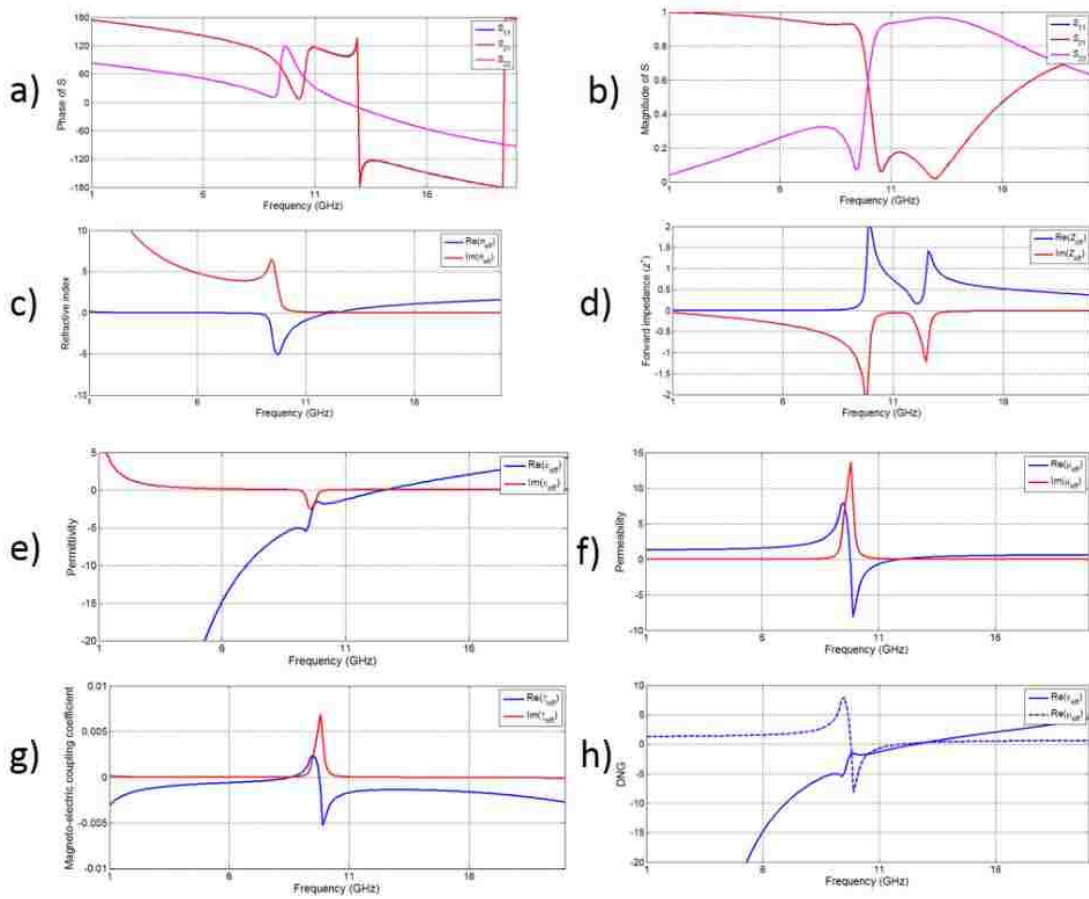 a)
180
120
60
0
-60
-120
-180
Phase of S
1
6
11
16
Frequency (GHz)
S11
S21
S22
b)
1
0.8
0.6
0.4
0.2
0
Magnitude of S
1
6
11
16
Frequency (GHz)
S11
S21
S22
c)
10
5
0
-5
-10
Refractive index
1
6
11
16
Frequency (GHz)
Re(neff)
Im(neff)
d)
2
1.5
1
0.5
0
-0.5
-1
-1.5
-2
Forward impedance (Z+)
1
6
11
16
Frequency (GHz)
Re(Zeff)
Im(Zeff)
e)
5
0
-5
-10
-15
-20
Permittivity
1
6
11
16
Frequency (GHz)
Re(εeff)
f)
15
10
5
0
-5
-10
Permeability
1
6
11
16
Frequency (GHz)
Re(μeff)
Im(μeff)
g)
0.01
0.005
0
-0.005
-0.01
Magneto-electric coupling coefficient
1
6
11
16
Frequency (GHz)
h)
10
5
0
-5
-10
-15
-20
DNG
1
6
11
16
Frequency (GHz)
Re(εeff)
Re(μeff)